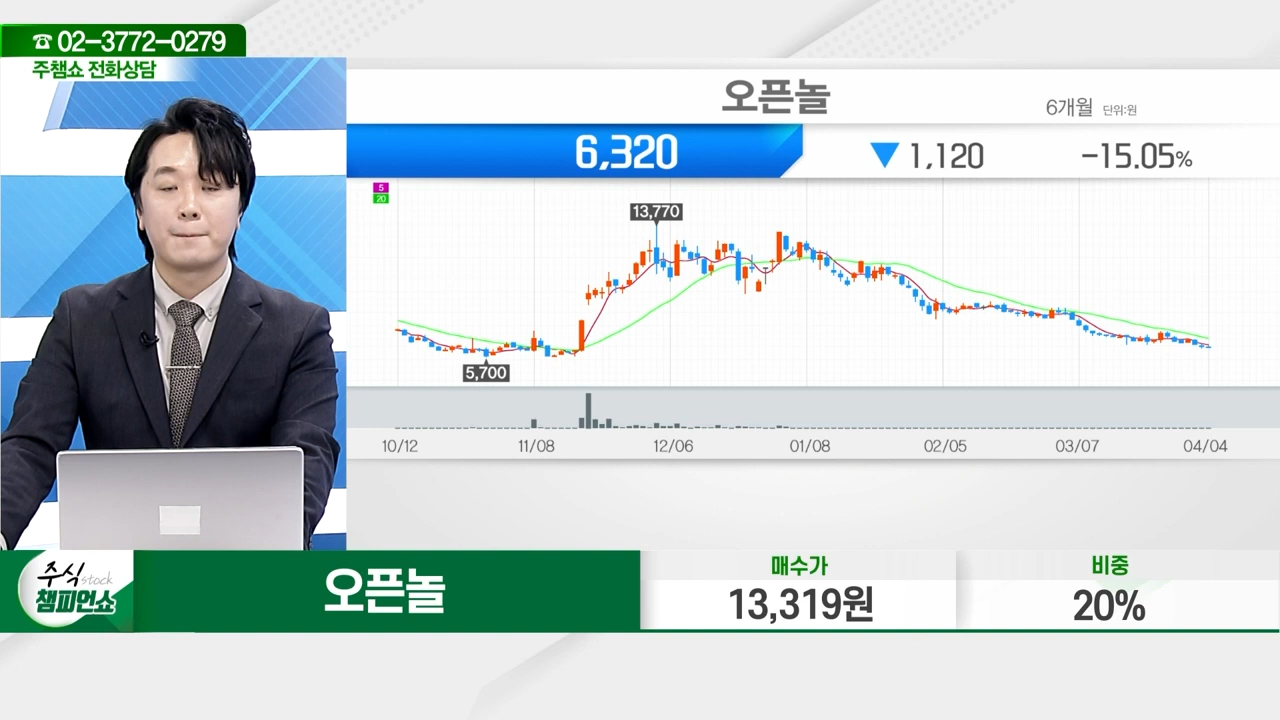 ☎ 02-3772-0279
주챔쇼 전화상담
오픈놀
6개월 단위:원
6,320 ▼ 1,120 -15.05%
5
20
13,770
5,700
10/12 11/08 12/06 01/08 02/05 03/07 04/04
주식 stock
챔피언쇼
오픈놀
매수가
13,319원
비중
20%